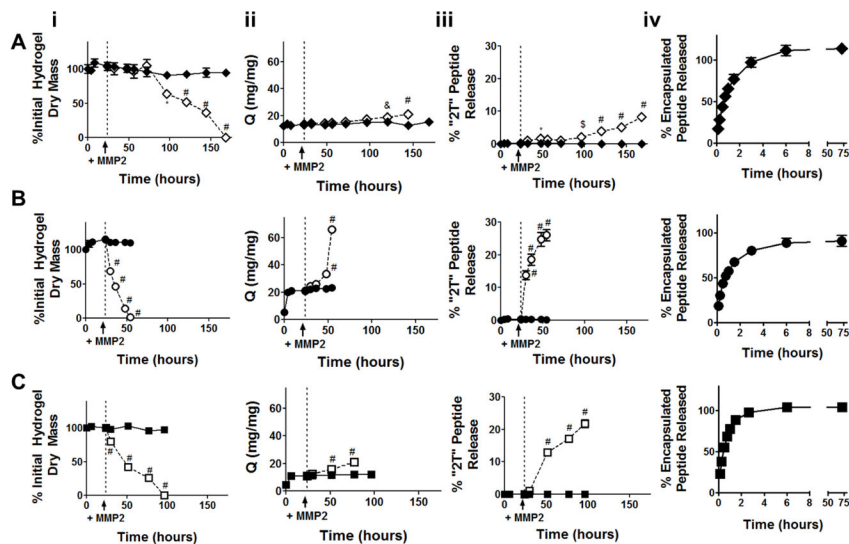 i ii iii iv
A
%Initial Hydrogel
Dry Mass
150
100
50
0
* # # #
0 50 100 150
+ MMP2
Time (hours)
Q (mg/mg)
60
40
20
0
& #
0 50 100 150
+ MMP2
Time (hours)
% "2T" Peptide
Release
30
20
10
0
* $ # # #
0 50 100 150
+ MMP2
Time (hours)
% Encapsulated
Peptide Released
100
50
0
0 2 4 6 50 75
Time (hours)
B
%Initial Hydrogel
Dry Mass
100
50
0
# # # #
0 50 100 150
+ MMP2
Time (hours)
Q (mg/mg)
60
40
20
0
# #
0 50 100 150
+ MMP2
Time (hours)
% "2T" Peptide
Release
30
20
10
0
# # # #
0 50 100 150
+ MMP2
Time (hours)
% Encapsulated
Peptide Released
100
50
0
0 2 4 6 50 75
Time (hours)
C
% Initial Hydrogel
Dry Mass
150
100
50
0
# # # #
0 50 100 150
+ MMP2
Time (hours)
Q (mg/mg)
60
40
20
0
# #
0 50 100 150
+ MMP2
Time (hours)
% "2T" Peptide
Release
30
20
10
0
# # #
0 50 100 150
+ MMP2
Time (hours)
% Encapsulated
Peptide Released
100
50
0
0 2 4 6 50 75
Time (hours)